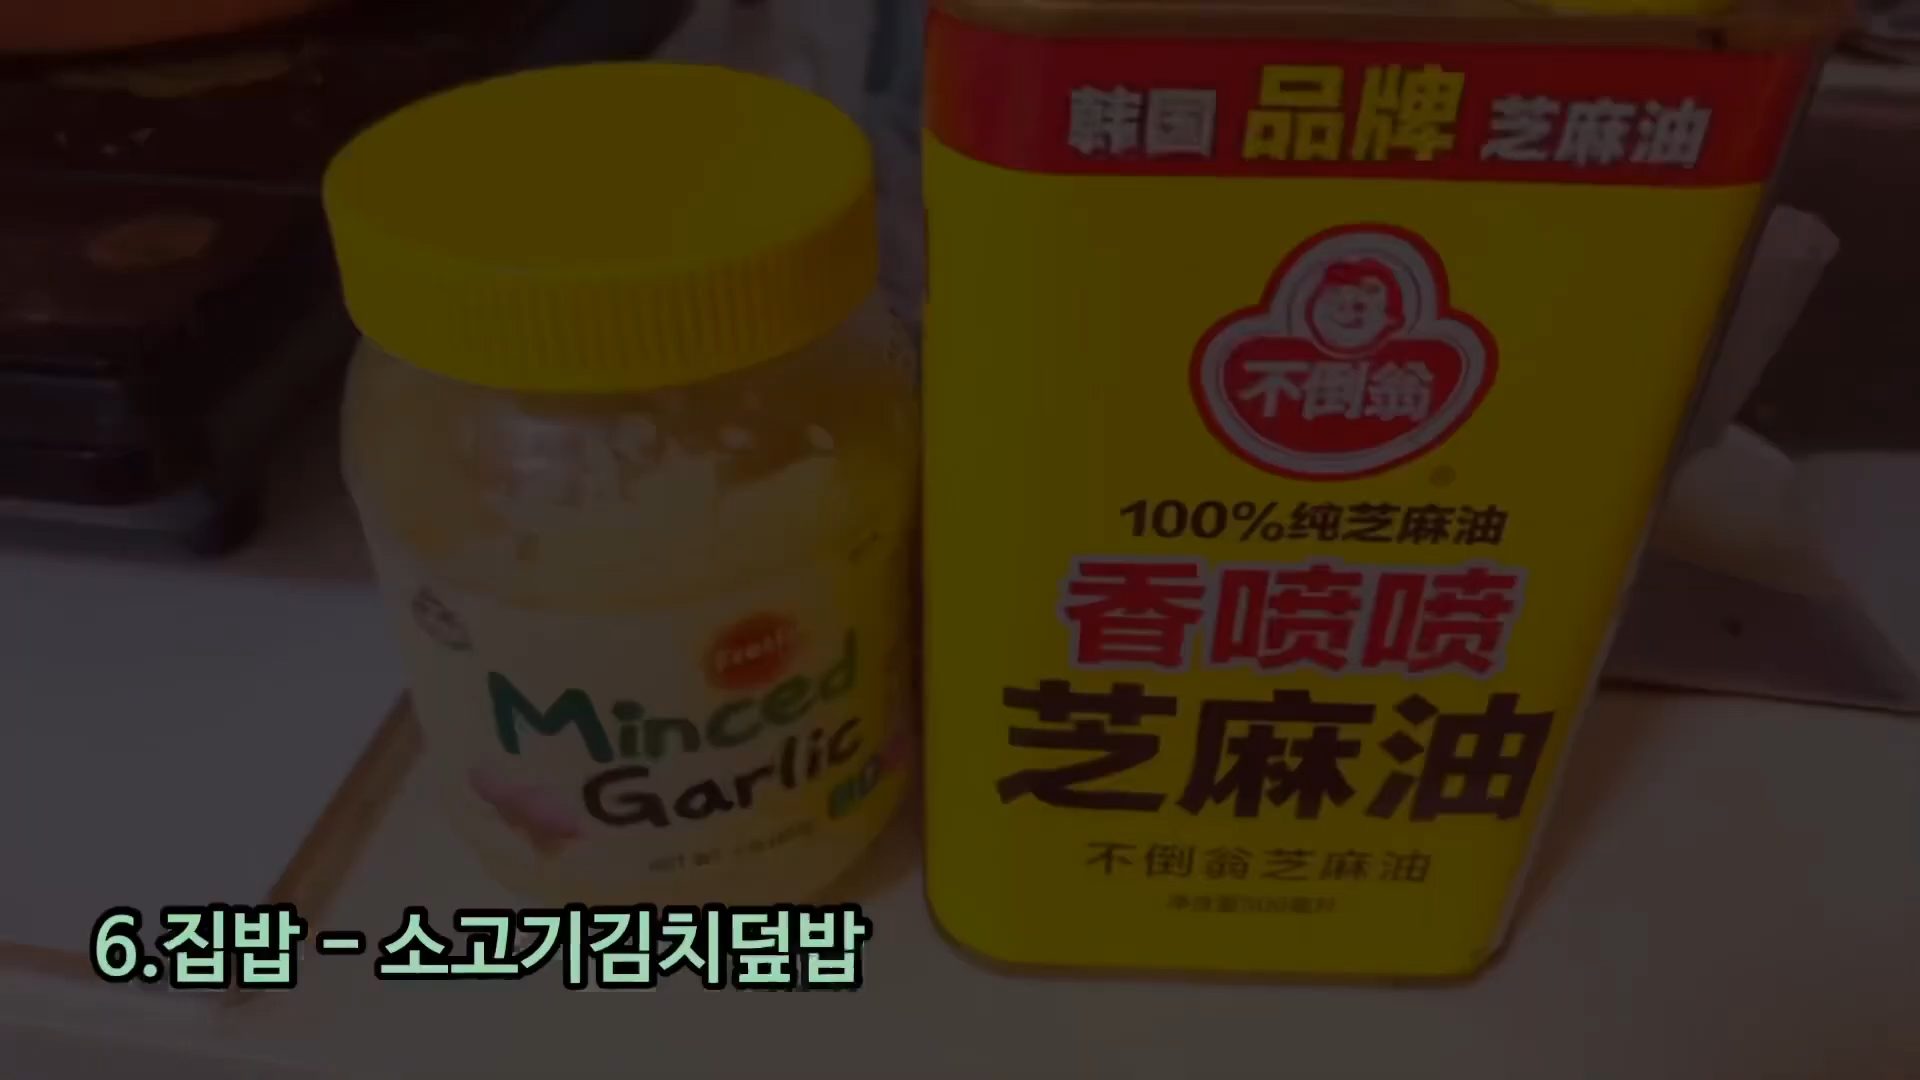 韩国 品牌 芝麻油
不倒翁
100%纯芝麻油
香喷喷
芝麻油
不倒翁芝麻油
Fresh
Minced
Garlic
6.집밥 - 소고기김치덮밥